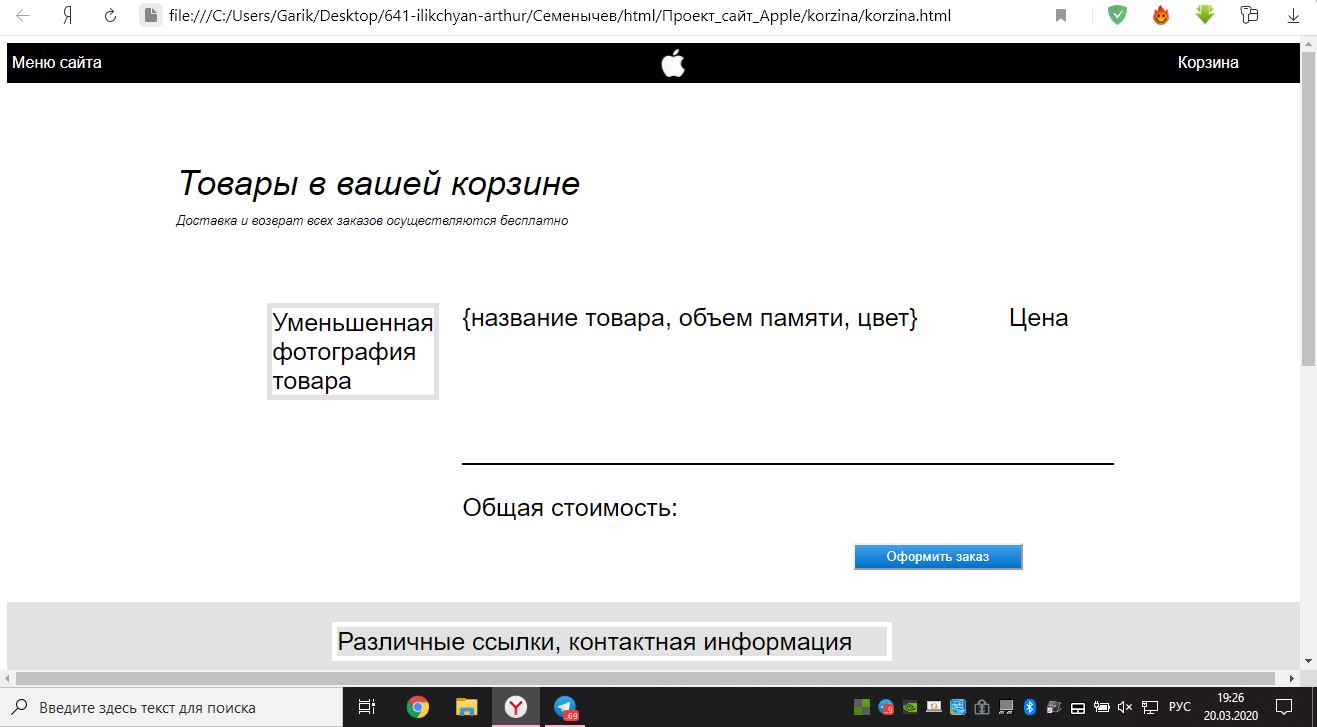 file:///C:/Users/Garik/Desktop/641-ilikchyan-arthur/Семенычев/html/Проект_сайт_Apple/korzina/korzina.html
Меню сайта
Корзина
Товары в вашей корзине
Доставка и возврат всех заказов осуществляются бесплатно
Уменьшенная
фотография
товара
{название товара, объем памяти, цвет}
Цена
Общая стоимость:
Оформить заказ
Различные ссылки, контактная информация
Введите здесь текст для поиска
РУС
19:26
20.03.2020